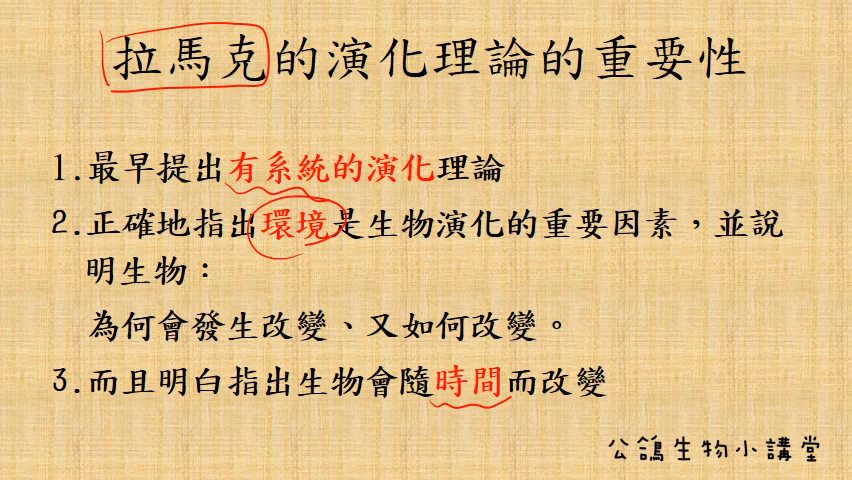 拉馬克的演化理論的重要性
1.最早提出有系統的演化理論
2.正確地指出環境是生物演化的重要因素，並說
明生物：
為何會發生改變、又如何改變。
3.而且明白指出生物會隨時間而改變
公鴿生物小講堂